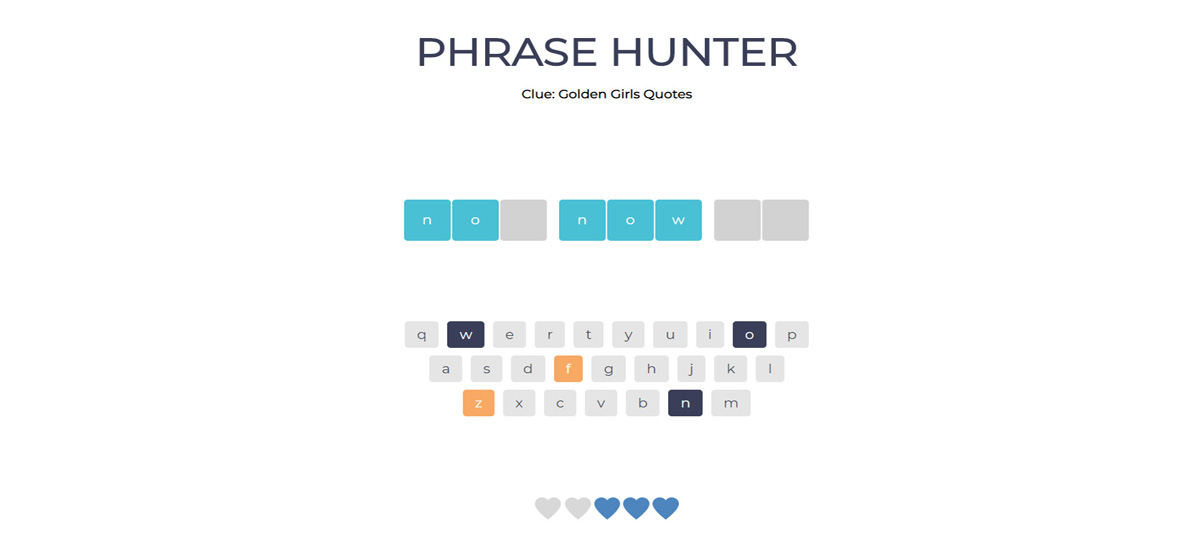 PHRASE HUNTER
Clue: Golden Girls Quotes
n o n o w
q w e r t y u i o p
a s d f g h j k l
z x c v b n m